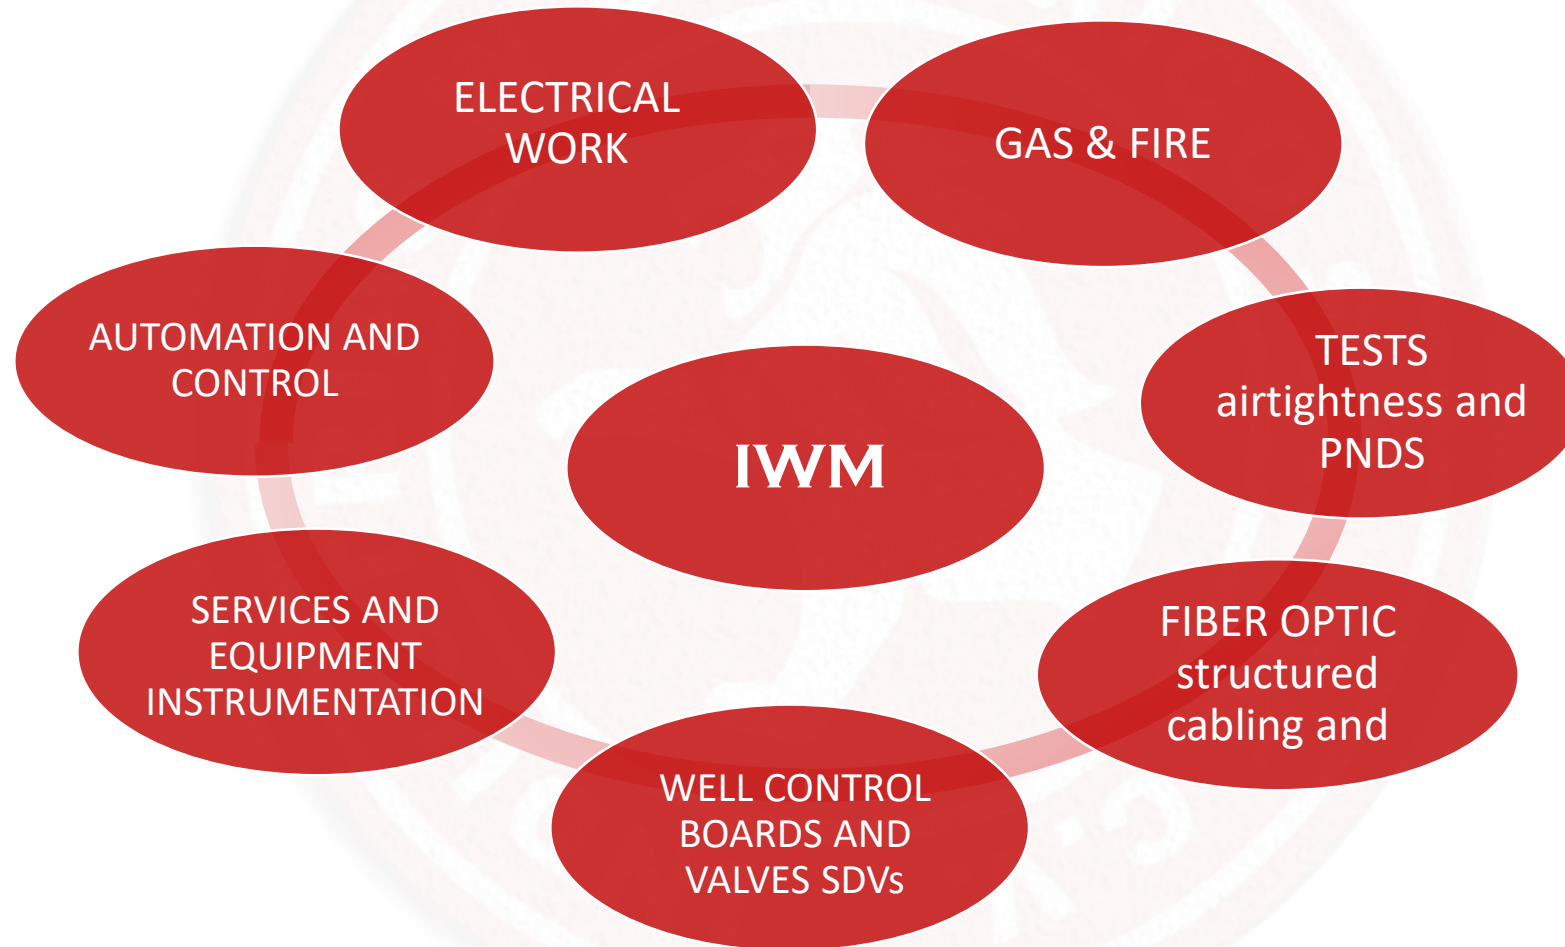 ELECTRICAL
WORK
GAS & FIRE
TESTS
airtightness and
PNDS
FIBER OPTIC
structured
cabling and
WELL CONTROL
BOARDS AND
VALVES SDVs
SERVICES AND
EQUIPMENT
INSTRUMENTATION
AUTOMATION AND
CONTROL
IWM